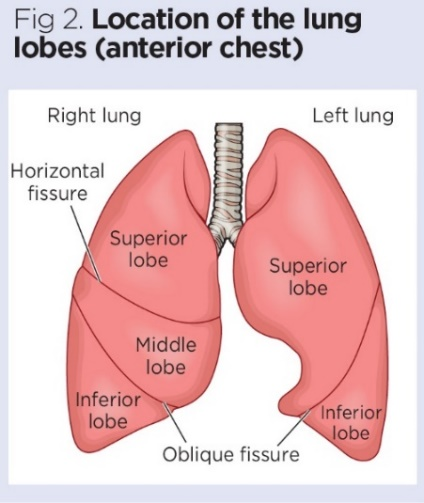 Fig 2. Location of the lung
lobes (anterior chest)
Right lung
Left lung
Horizontal
fissure
Superior
lobe
Superior
lobe
Middle
lobe
Inferior
lobe
Inferior
lobe
Oblique fissure